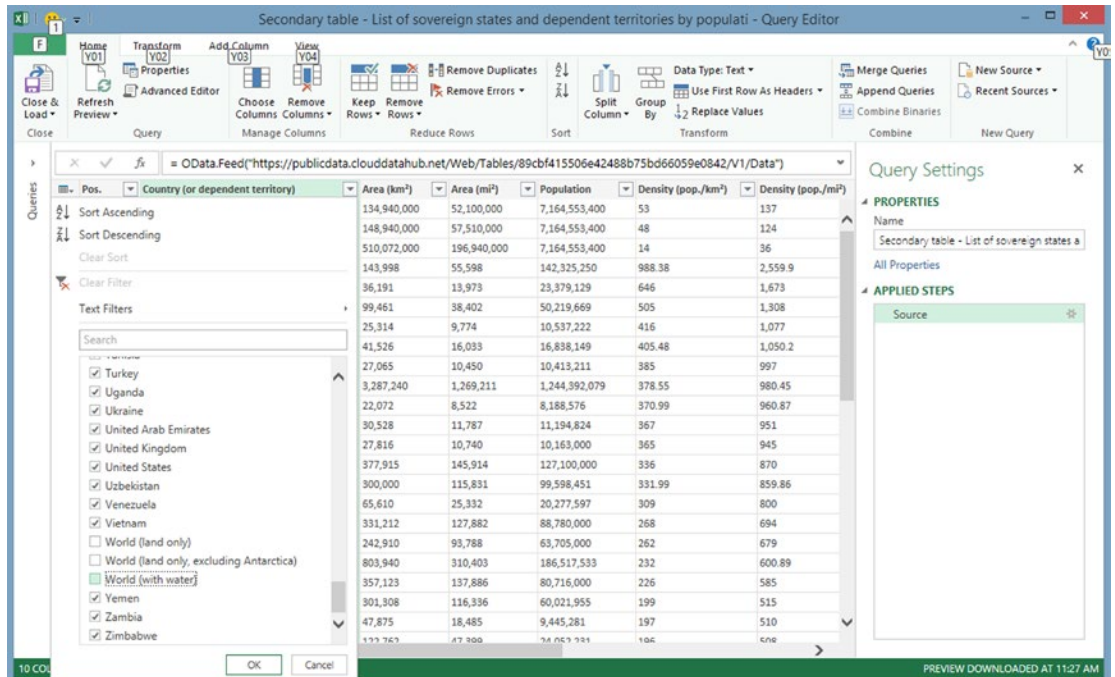 Secondary table - List of sovereign states and dependent territories by populati - Query Editor
1
F Home Transform Add Column View
Y01 Y02 Y03 Y04
Close & Load
Refresh Preview
Properties
Advanced Editor
Choose Columns
Remove Columns
Keep Rows
Remove Rows
Remove Duplicates
Remove Errors
Split Column
Group By
Data Type: Text
Use First Row As Headers
Replace Values
Merge Queries
Append Queries
Combine Binaries
New Source
Recent Sources
Close Query Manage Columns Reduce Rows Sort Transform Combine New Query
fx = OData.Feed("https://publicdata.clouddatahub.net/Web/Tables/89cbf415506e42488b75bd66059e0842/V1/Data")
Queries
Pos. Country (or dependent territory) Area (km²) Area (mi²) Population Density (pop./km²) Density (pop./mi²)
Sort Ascending
Sort Descending
Clear Sort
Clear Filter
Text Filters
Search
Tunisia
Turkey
Uganda
Ukraine
United Arab Emirates
United Kingdom
United States
Uzbekistan
Venezuela
Vietnam
World (land only)
World (land only, excluding Antarctica)
World (with water)
Yemen
Zambia
Zimbabwe
OK Cancel
134,940,000 52,100,000 7,164,553,400 53 137
148,940,000 57,510,000 7,164,553,400 48 124
510,072,000 196,940,000 7,164,553,400 14 36
143,998 55,598 142,325,250 988.38 2,559.9
36,191 13,973 23,379,129 646 1,673
99,461 38,402 50,219,669 505 1,308
25,314 9,774 10,537,222 416 1,077
41,526 16,033 16,838,149 405.48 1,050.2
27,065 10,450 10,413,211 385 997
3,287,240 1,269,211 1,244,392,079 378.55 980.45
22,072 8,522 8,188,576 370.99 960.87
30,528 11,787 11,194,824 367 951
27,816 10,740 10,163,000 365 945
377,915 145,914 127,100,000 336 870
300,000 115,831 99,598,451 331.99 859.86
65,610 25,332 20,277,597 309 800
331,212 127,882 88,780,000 268 694
242,910 93,788 63,705,000 262 679
803,940 310,403 186,517,533 232 600.89
357,123 137,886 80,716,000 226 585
301,308 116,336 60,021,955 199 515
47,875 18,485 9,445,281 197 510
122,762 47,399 24,052,231 196 508
Query Settings
PROPERTIES
Name
Secondary table - List of sovereign states a
All Properties
APPLIED STEPS
Source
10 COL
PREVIEW DOWNLOADED AT 11:27 AM